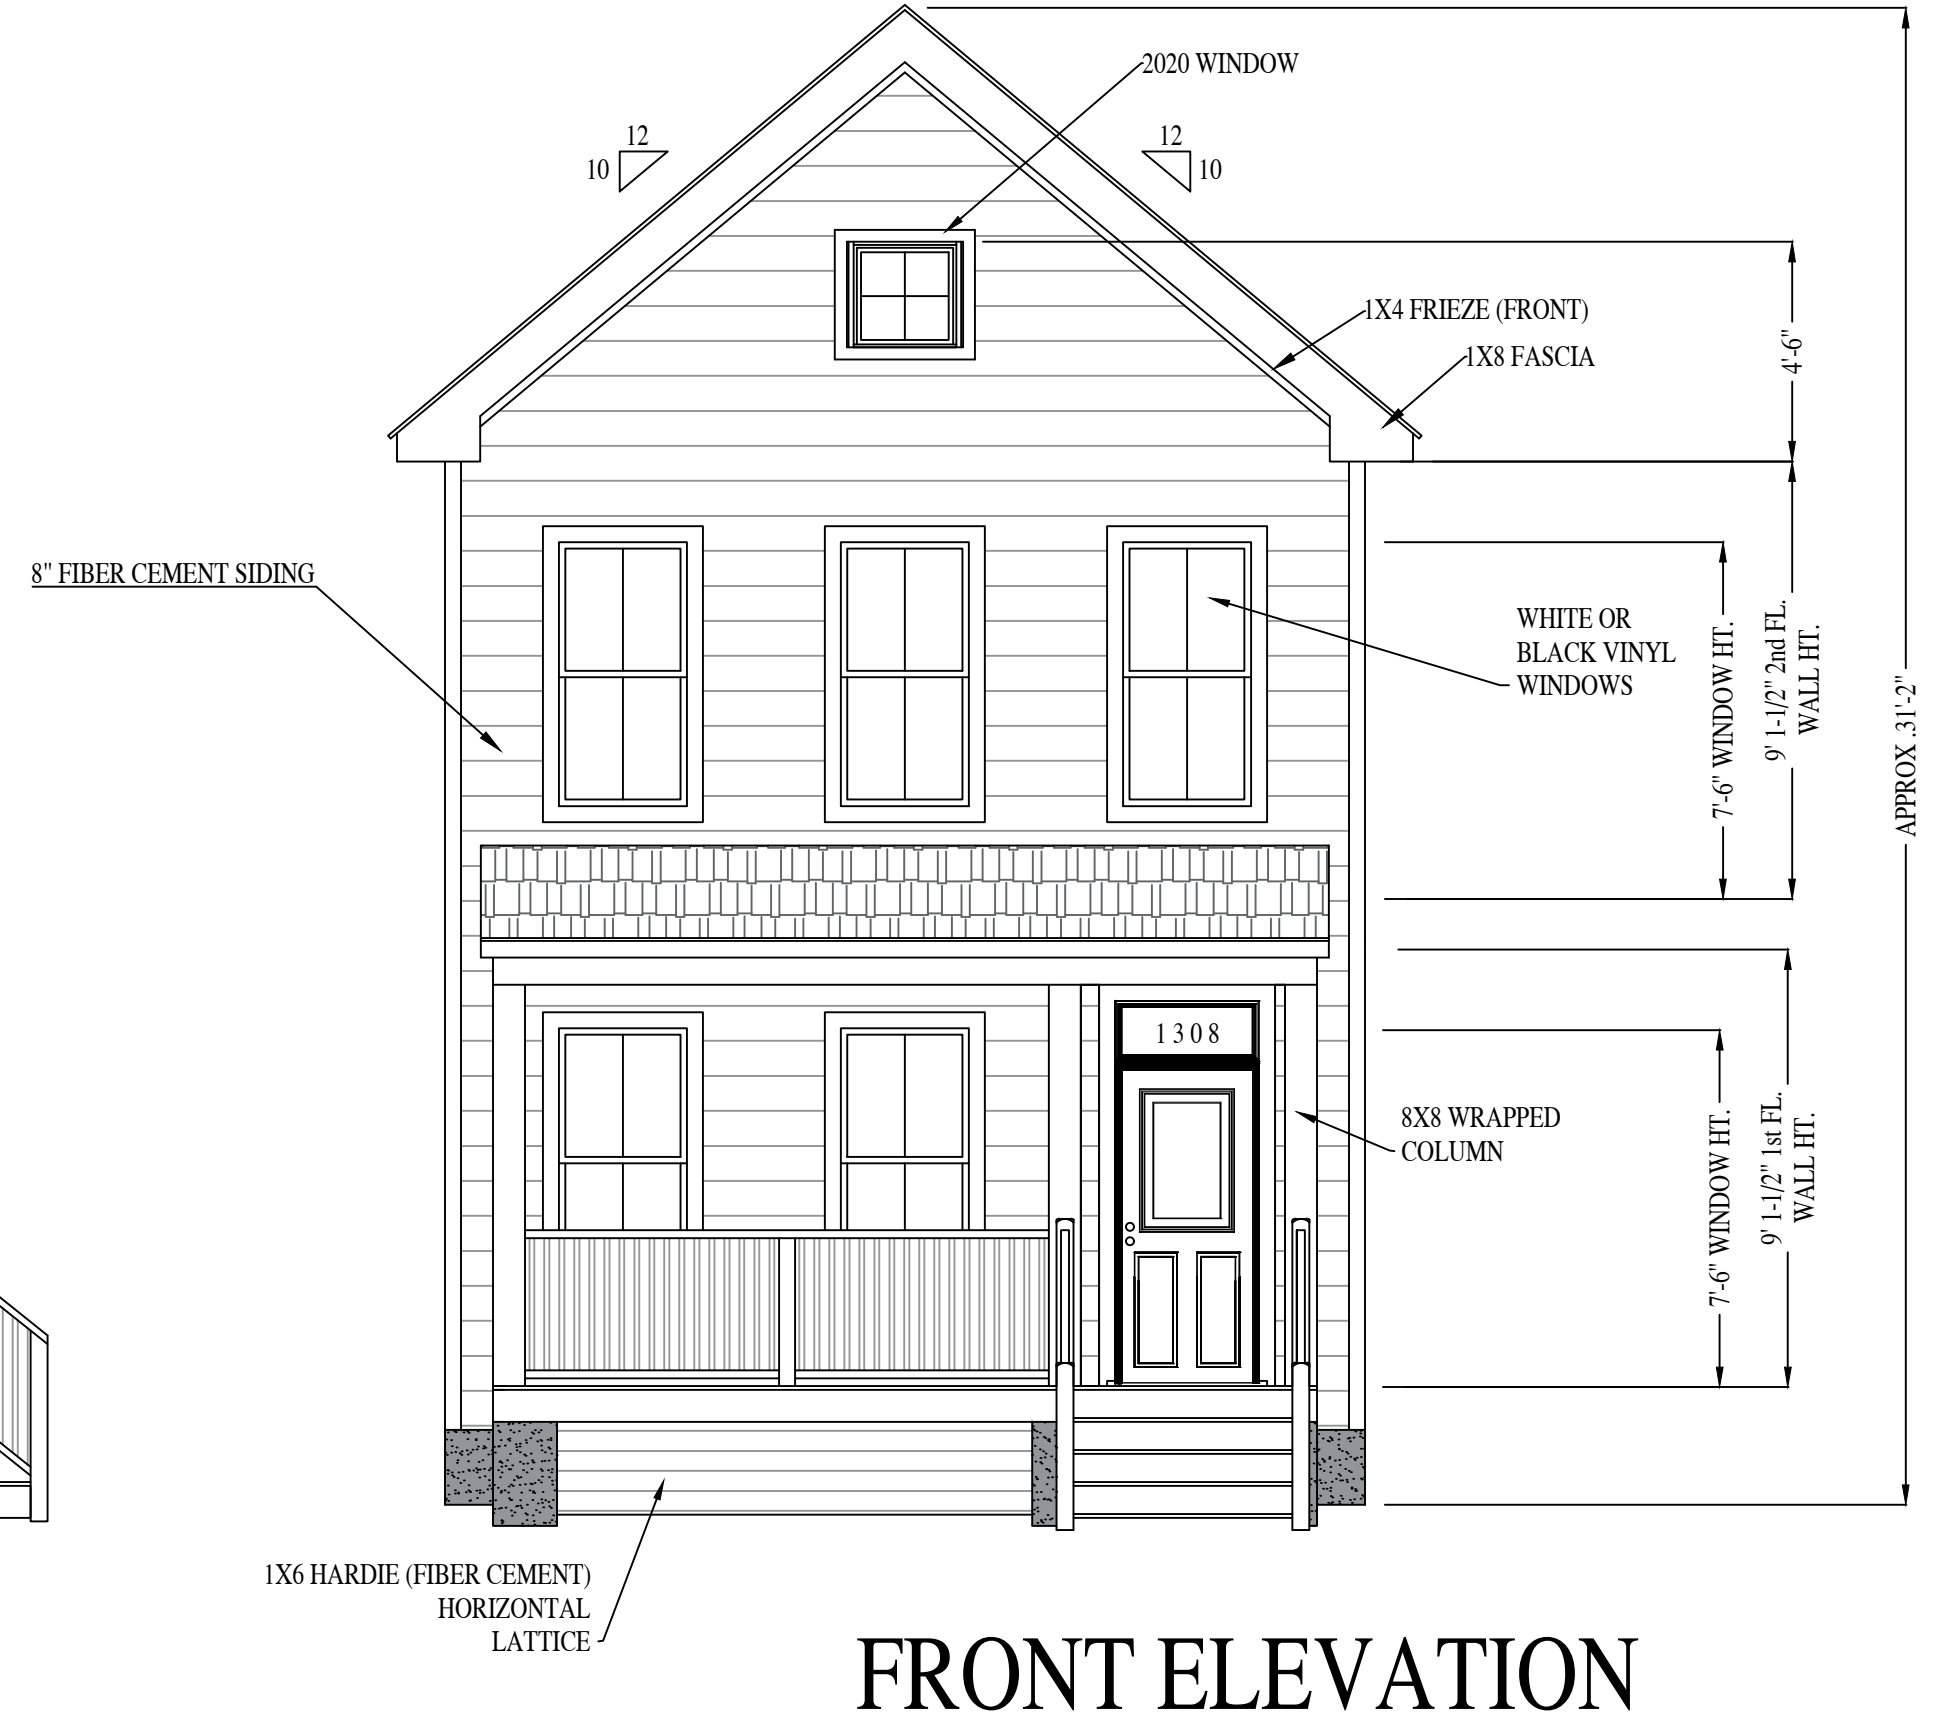 2020 WINDOW
12
10
12
10
1X4 FRIEZE (FRONT)
1X8 FASCIA
4'-6"
8" FIBER CEMENT SIDING
WHITE OR
BLACK VINYL
WINDOWS
7'-6" WINDOW HT.
9' 1-1/2" 2nd FL.
WALL HT.
APPROX .31'-2"
1308
8X8 WRAPPED
COLUMN
7'-6" WINDOW HT.
9' 1-1/2" 1st FL.
WALL HT.
1X6 HARDIE (FIBER CEMENT)
HORIZONTAL
LATTICE
FRONT ELEVATION